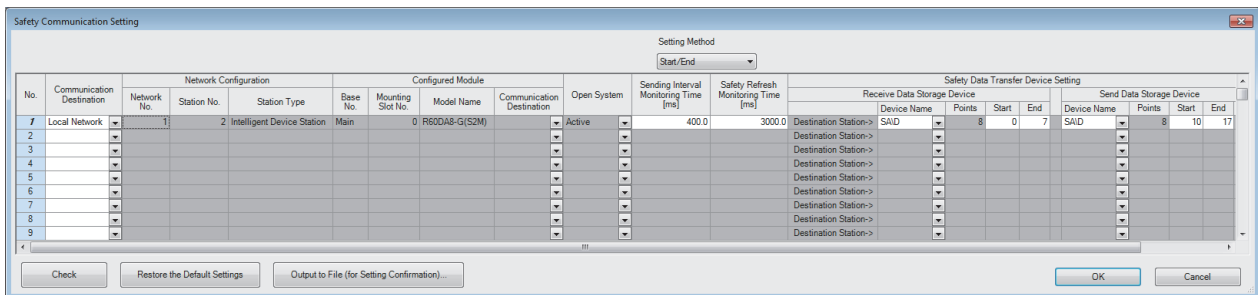 Safety Communication Setting
Setting Method
Start/End
No. Communication Destination Network Configuration Configured Module Open System Sending Interval Monitoring Time [ms] Safety Refresh Monitoring Time [ms] Safety Data Transfer Device Setting
Network No. Station No. Station Type Base No. Mounting Slot No. Model Name Communication Destination Receive Data Storage Device Send Data Storage Device
Device Name Points Start End Device Name Points Start End
1 Local Network 1 2 Intelligent Device Station Main 0 R60DA8-G(S2M) Active 400.0 3000.0 Destination Station-> SA\D 8 0 7 SA\D 8 10 17
2 Destination Station->
3 Destination Station->
4 Destination Station->
5 Destination Station->
6 Destination Station->
7 Destination Station->
8 Destination Station->
9 Destination Station->
Check Restore the Default Settings Output to File (for Setting Confirmation)... OK Cancel